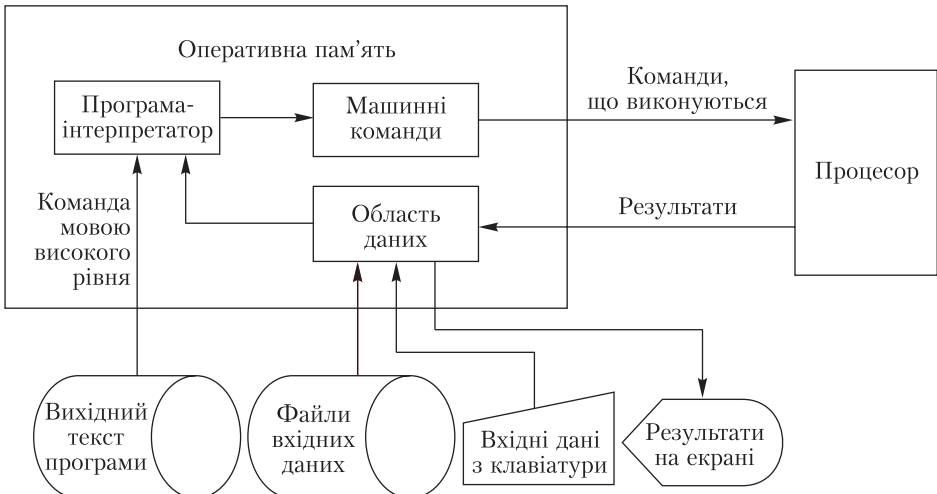 Оперативна пам’ять
Програма-
інтерпретатор
Машинні
команди
Команди,
що виконуються
Процесор
Команда
мовою
високого
рівня
Область
даних
Результати
Вихідний
текст
програми
Файли
вхідних
даних
Вхідні дані
з клавіатури
Результати
на екрані